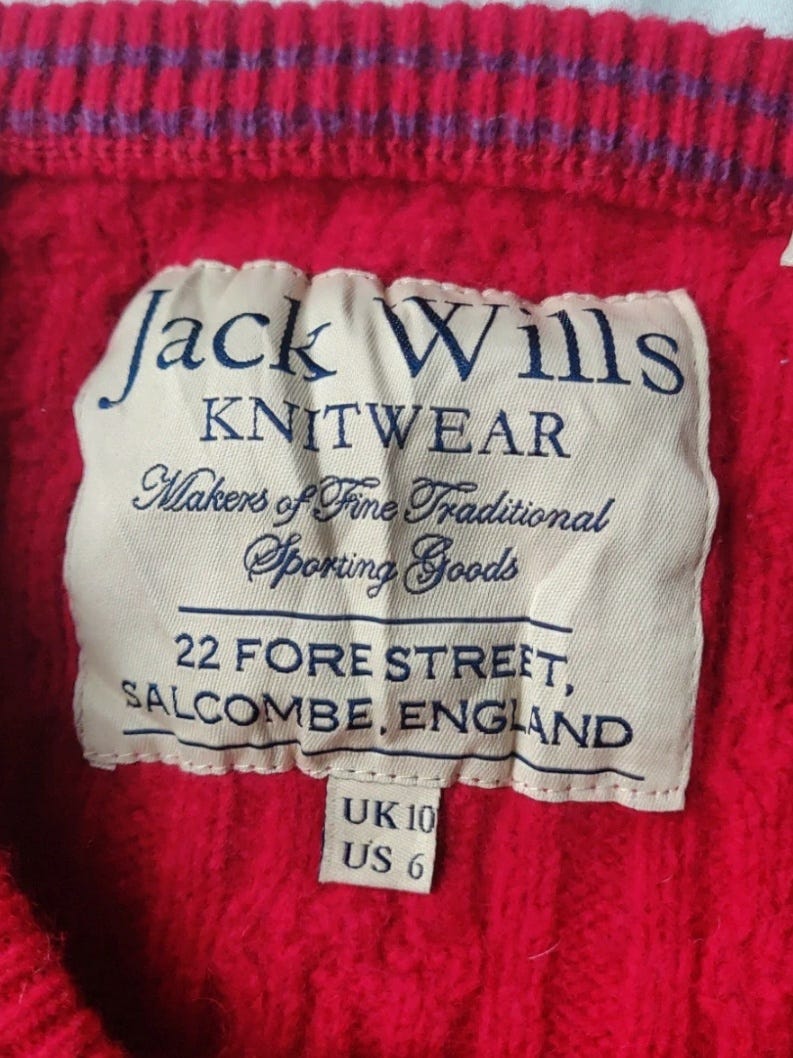 Jack Wills
KNITWEAR
Makers of Fine Traditional
Sporting Goods
22 FORE STREET,
SALCOMBE, ENGLAND
UK 10
US 6